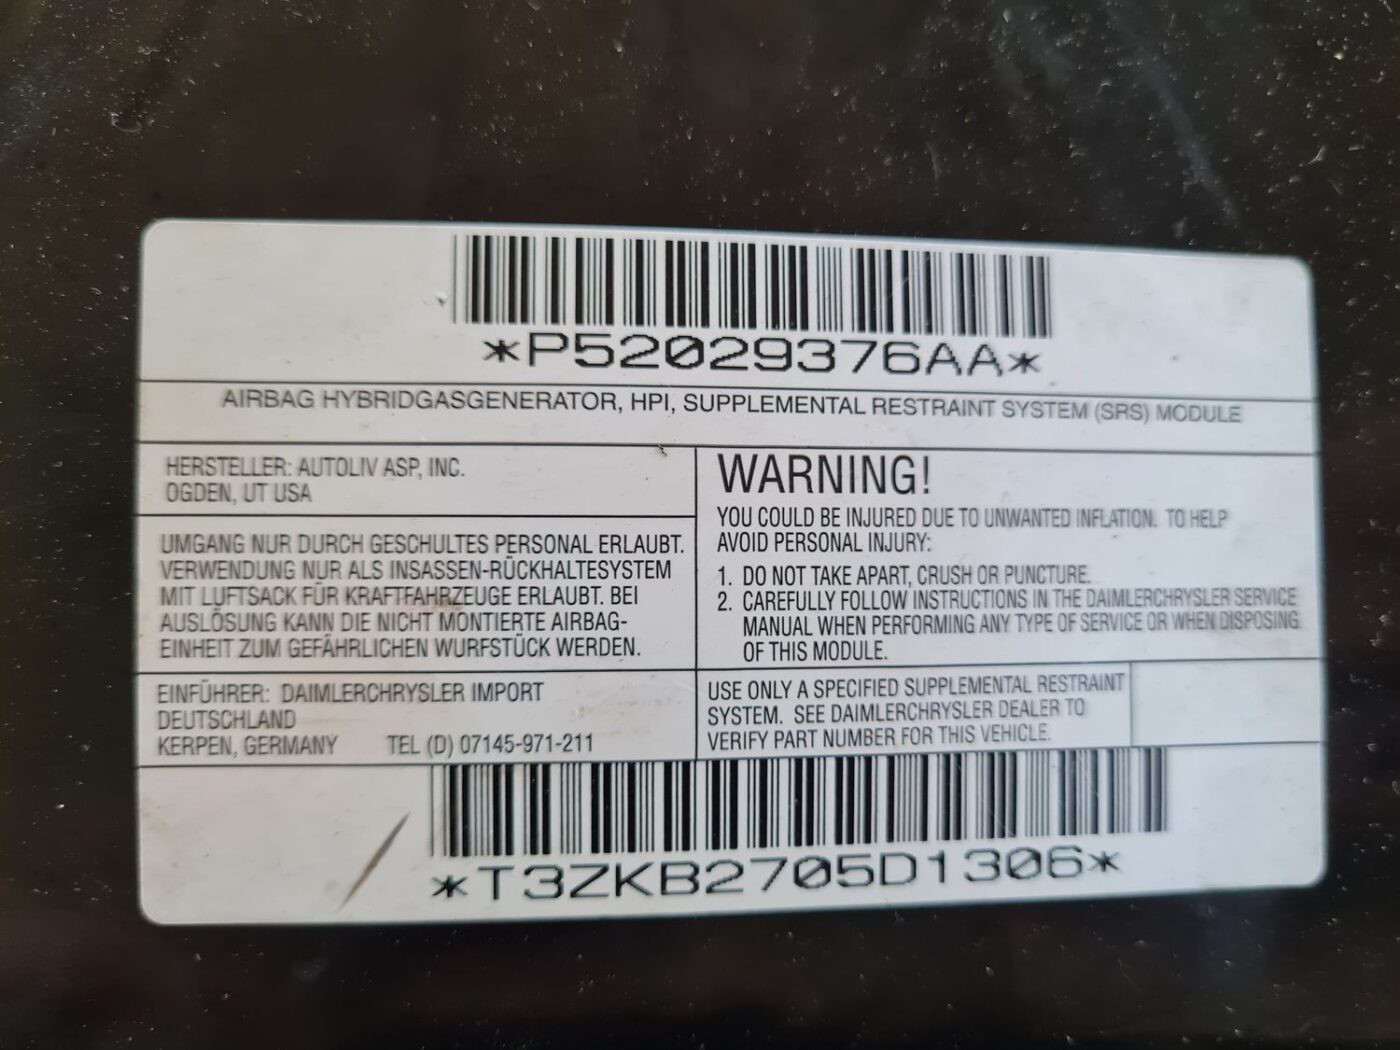 *P52029376AA*
AIRBAG HYBRIDGASGENERATOR, HPI, SUPPLEMENTAL RESTRAINT SYSTEM (SRS) MODULE
HERSTELLER: AUTOLIV ASP, INC.
OGDEN, UT USA
UMGANG NUR DURCH GESCHULTES PERSONAL ERLAUBT.
VERWENDUNG NUR ALS INSASSEN-RÜCKHALTESYSTEM
MIT LUFTSACK FÜR KRAFTFAHRZEUGE ERLAUBT. BEI
AUSLÖSUNG KANN DIE NICHT MONTIERTE AIRBAG-
EINHEIT ZUM GEFÄHRLICHEN WURFSTÜCK WERDEN.
EINFÜHRER: DAIMLERCHRYSLER IMPORT
DEUTSCHLAND
KERPEN, GERMANY TEL (D) 07145-971-211
WARNING!
YOU COULD BE INJURED DUE TO UNWANTED INFLATION. TO HELP
AVOID PERSONAL INJURY:
1. DO NOT TAKE APART, CRUSH OR PUNCTURE.
2. CAREFULLY FOLLOW INSTRUCTIONS IN THE DAIMLERCHRYSLER SERVICE
MANUAL WHEN PERFORMING ANY TYPE OF SERVICE OR WHEN DISPOSING
OF THIS MODULE.
USE ONLY A SPECIFIED SUPPLEMENTAL RESTRAINT
SYSTEM. SEE DAIMLERCHRYSLER DEALER TO
VERIFY PART NUMBER FOR THIS VEHICLE.
*T3ZKB2705D1306*